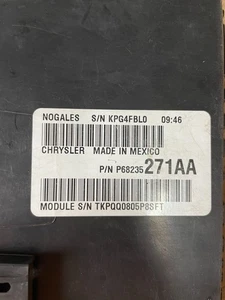 NOGALES S/N KPG4FBL0 09:46
CHRYSLER MADE IN MEXICO
P/N P68235271AA
MODULE S/N TKPQQ0805P8SFT